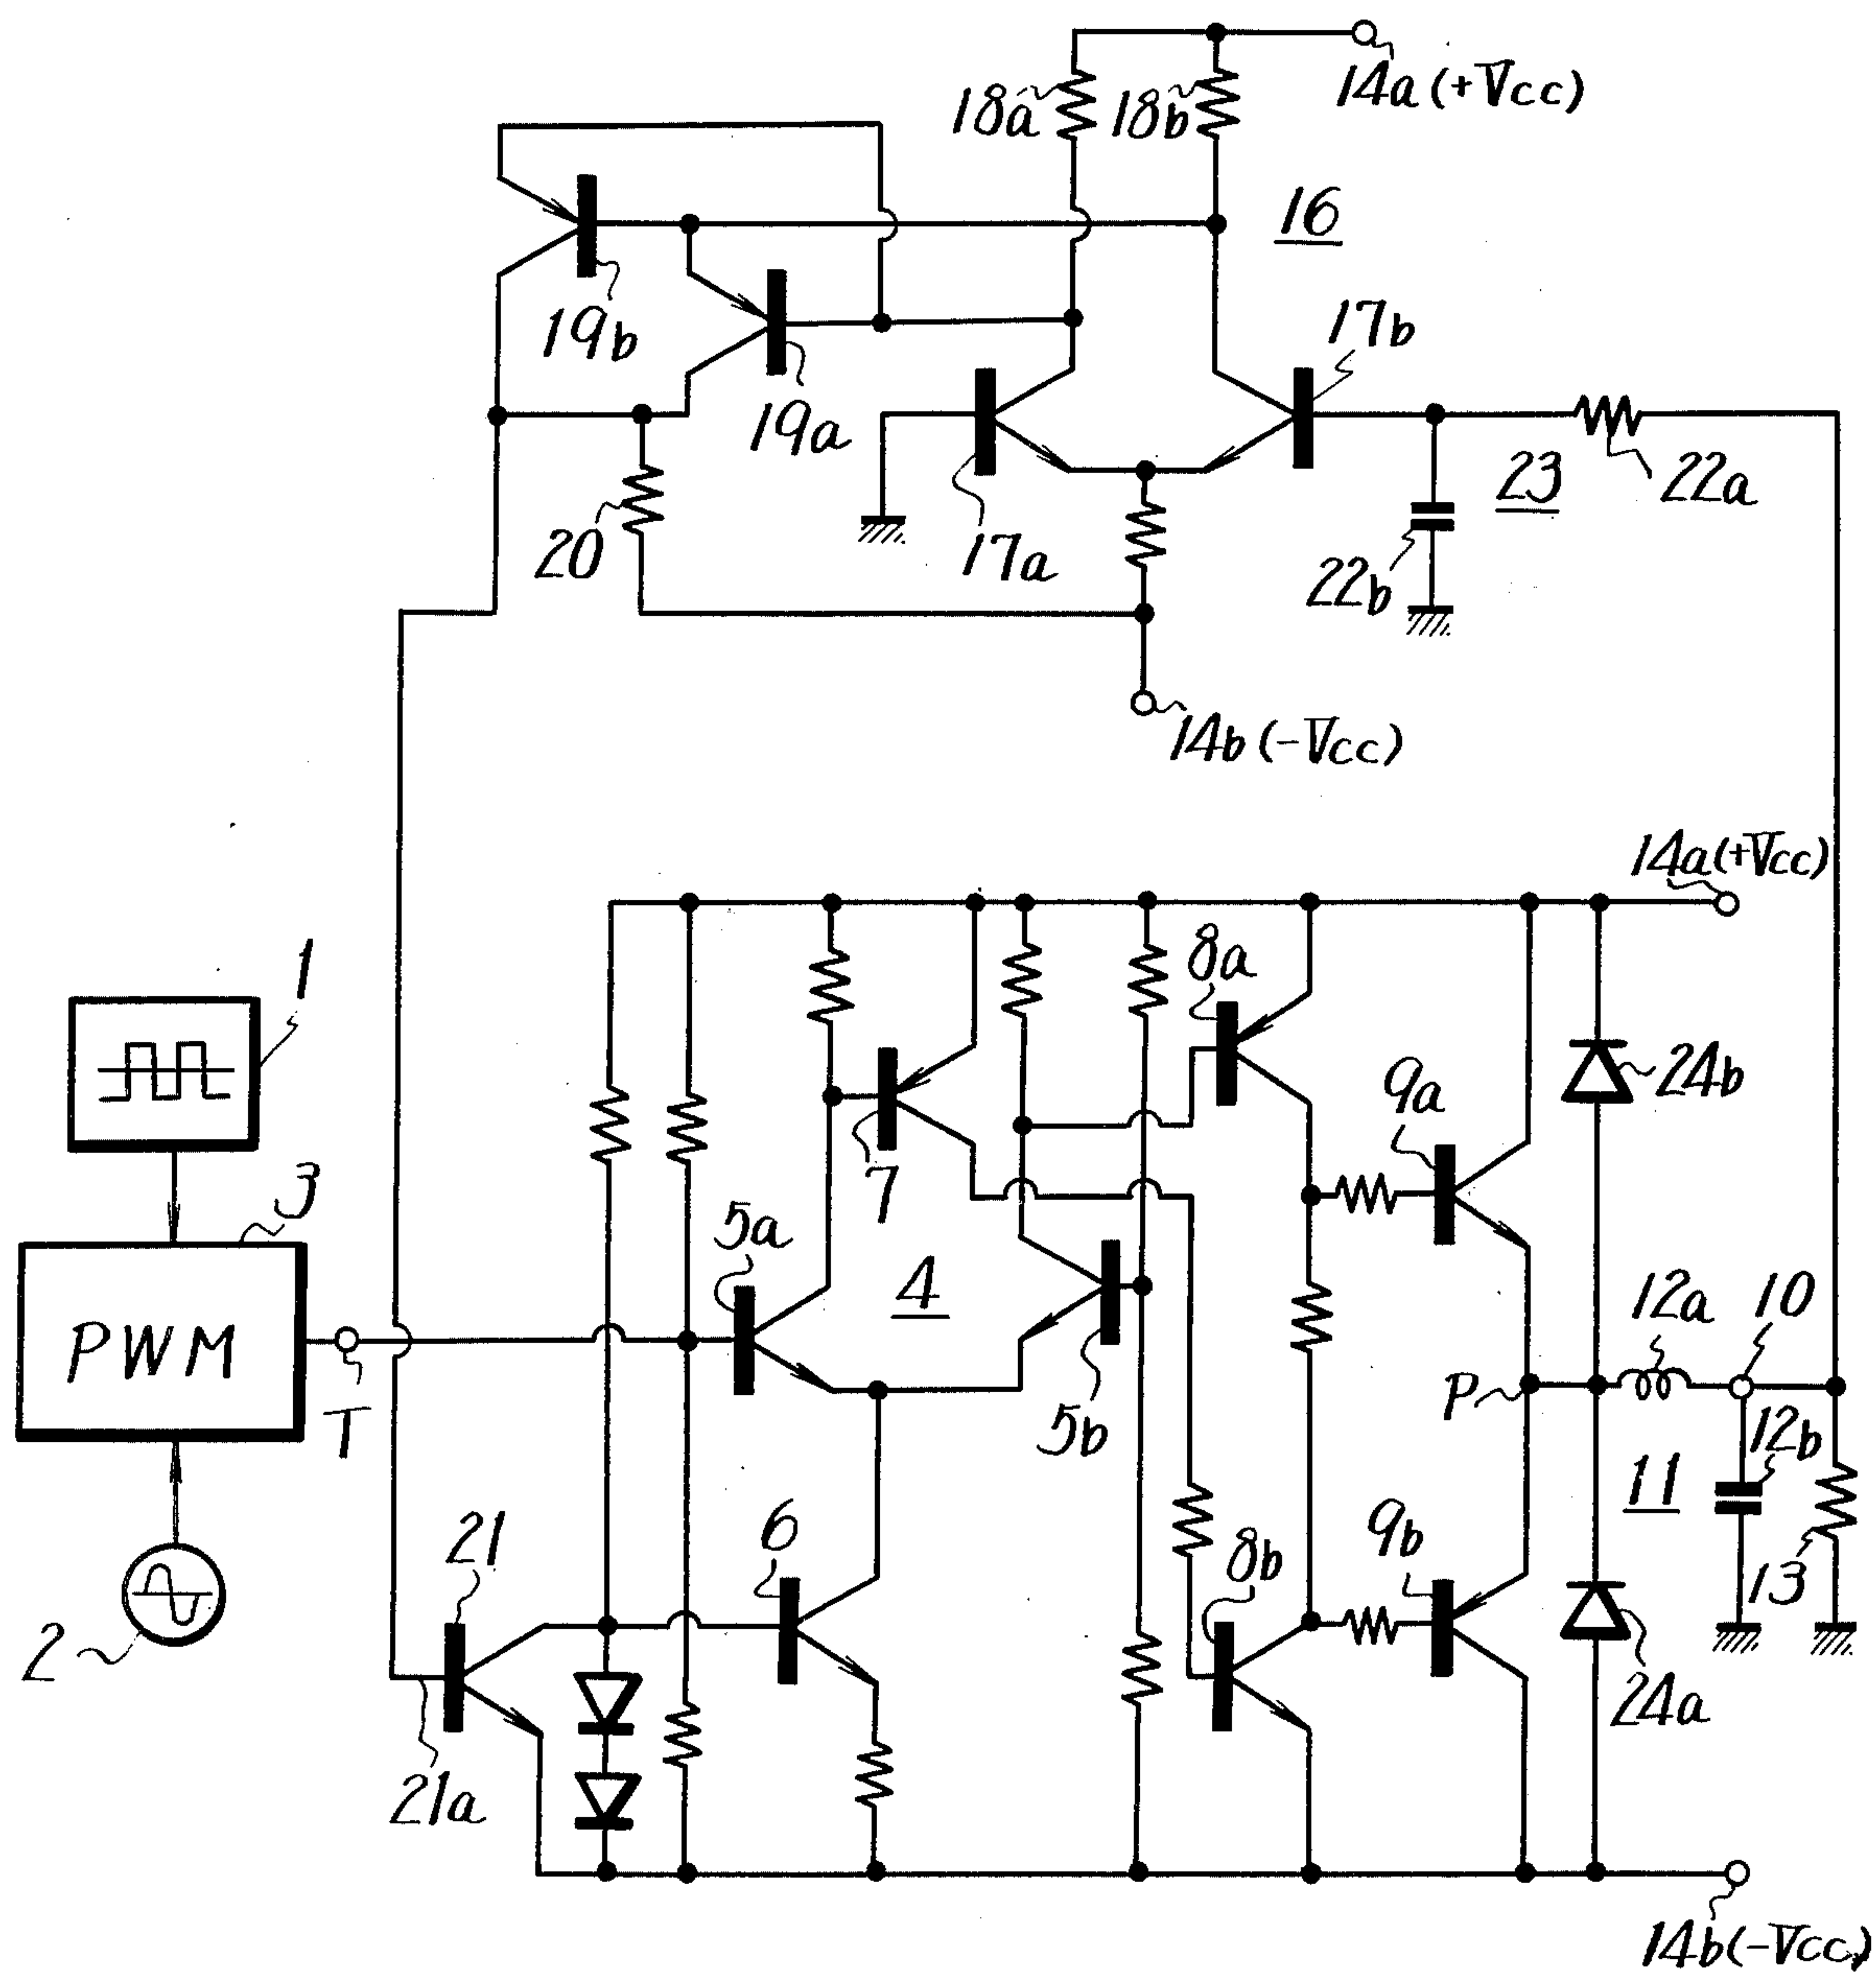 14a (+Vcc)
18a
18b
16
19b
17b
19a
22a
23
20
17a
22b
14b (-Vcc)
14a (+Vcc)
1
8a
24b
9a
3
7
5a
4
12a
10
PWM
P
T
5b
12b
11
21
6
9b
8b
13
2
24a
21a
14b (-Vcc)